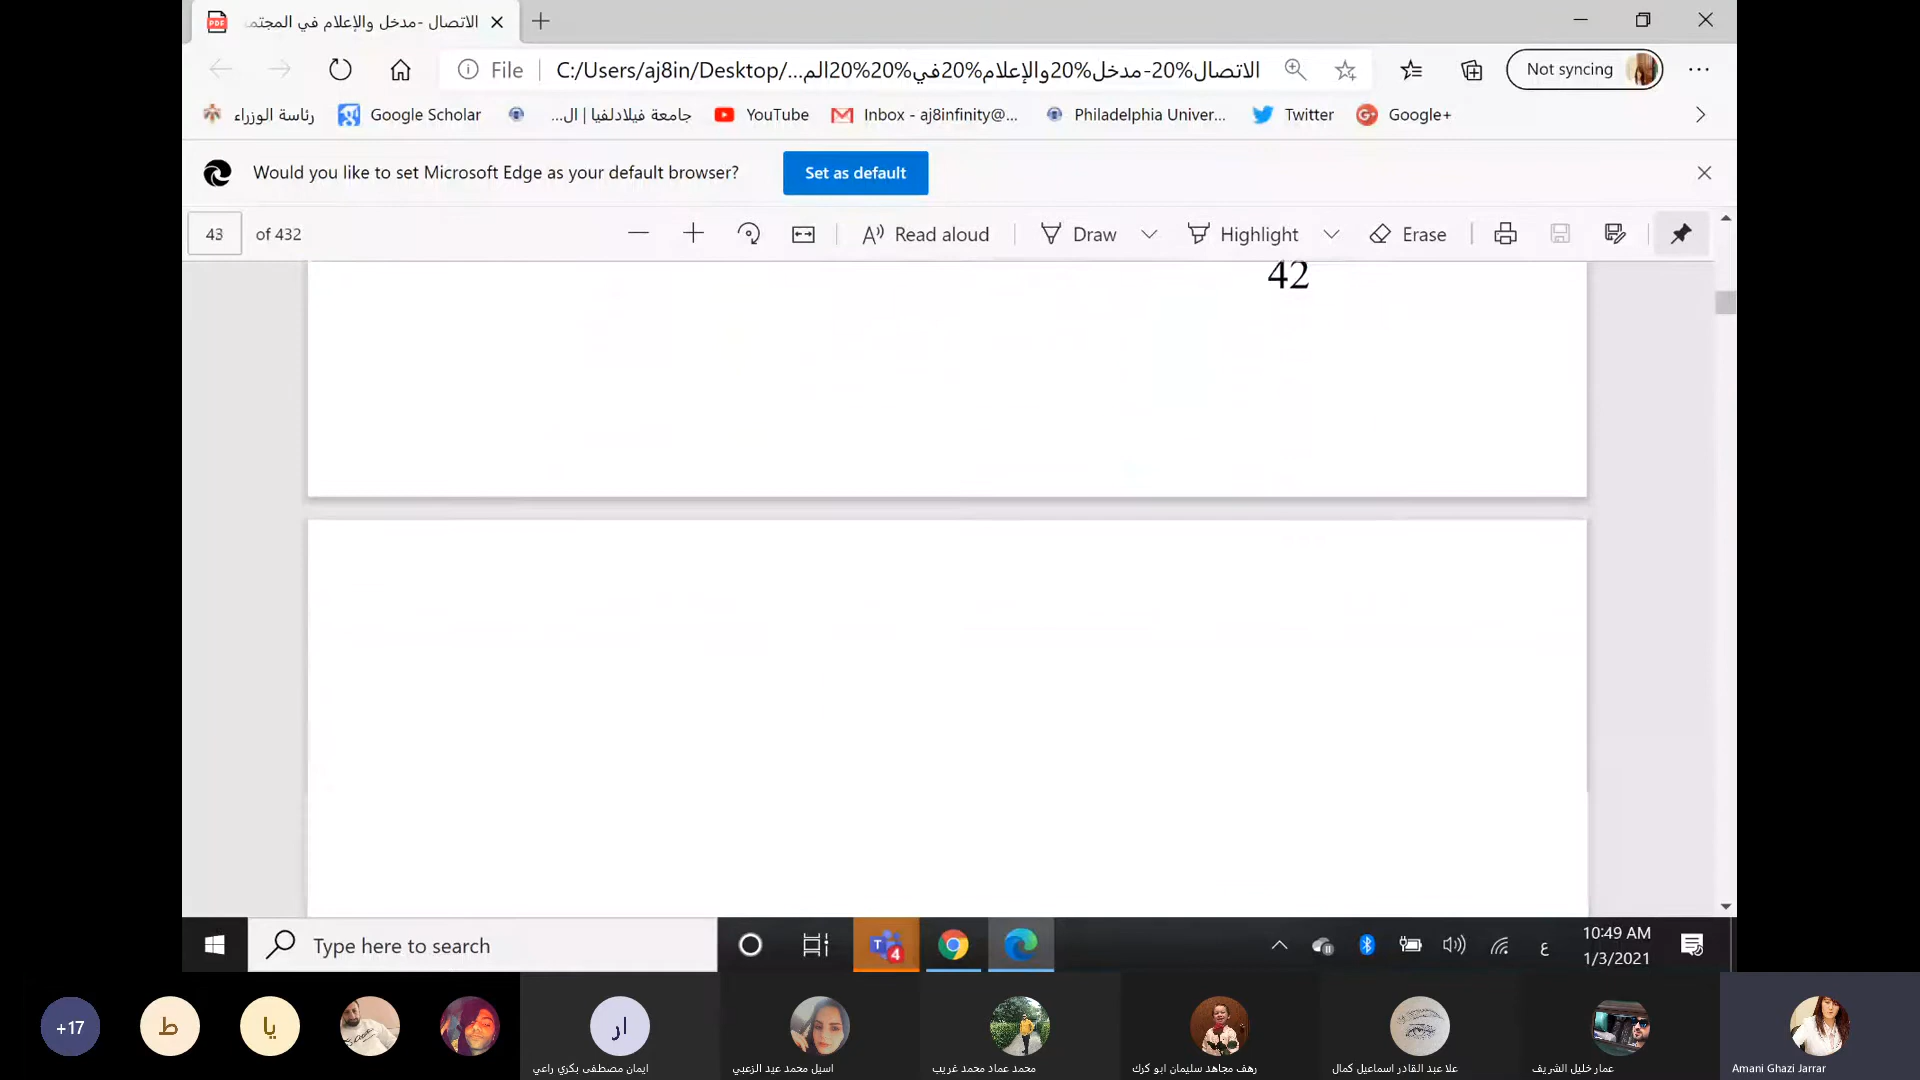 الاتصال -مدخل والإعلام في المجتمع
File
C:/Users/aj8in/Desktop/...الاتصال%20-مدخل%20والإعلام%20في%20%20الم
Not syncing
رئاسة الوزراء
Google Scholar
جامعة فيلادلفيا | ال...
YouTube
Inbox - aj8infinity@...
Philadelphia Univer...
Twitter
Google+
Would you like to set Microsoft Edge as your default browser?
Set as default
43 of 432
Read aloud
Draw
Highlight
Erase
42
Type here to search
4
ع
10:49 AM
1/3/2021
+17
ط
يا
ار
ايمان مصطفى بكري راعي
اسيل محمد عيد الزعبي
محمد عماد محمد غريب
رهف مجاهد سليمان ابو كرك
علا عبد القادر اسماعيل كمال
عمار خليل الشريف
Amani Ghazi Jarrar